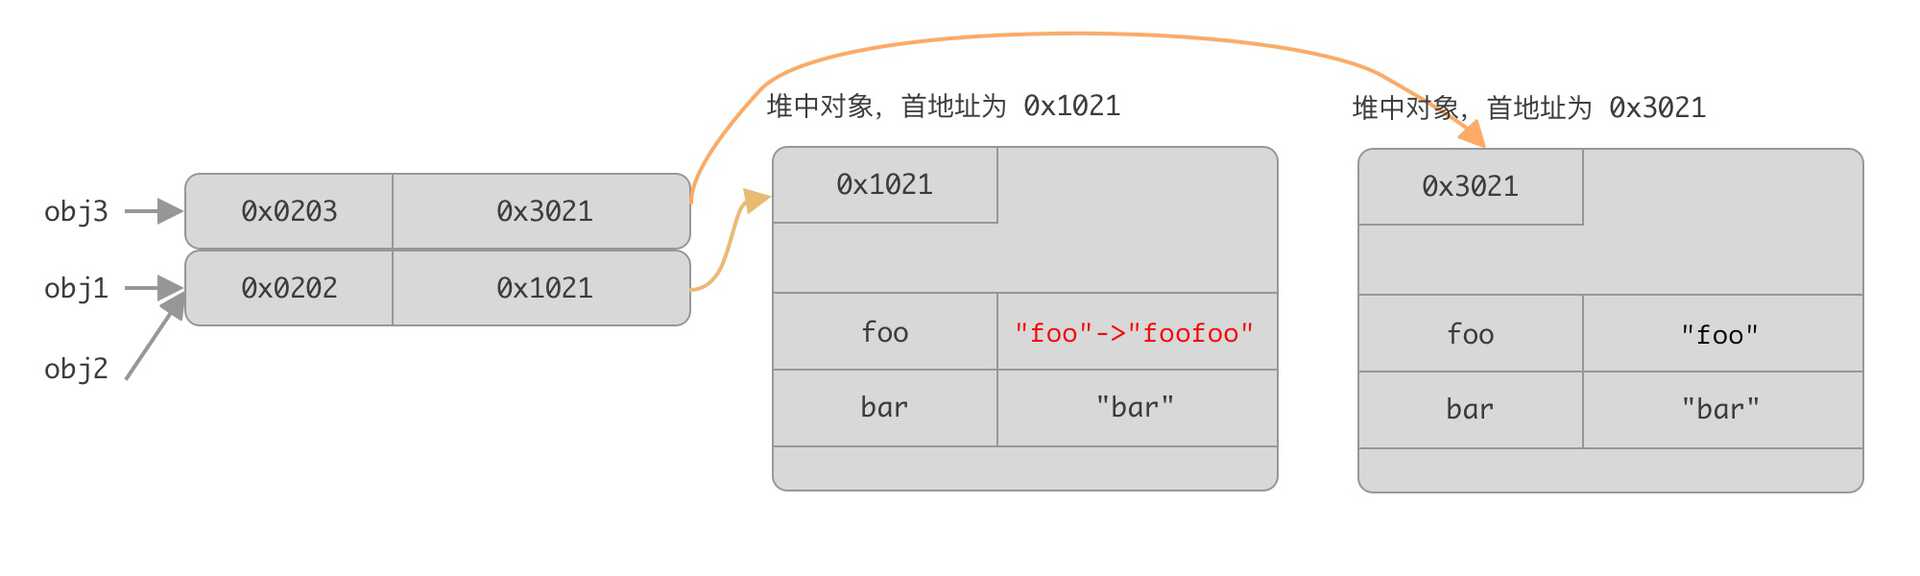 堆中对象，首地址为 0x1021
堆中对象，首地址为 0x3021
obj3
0x0203
0x3021
obj1
0x0202
0x1021
obj2
0x1021
foo
"foo"->"foofoo"
bar
"bar"
0x3021
foo
"foo"
bar
"bar"